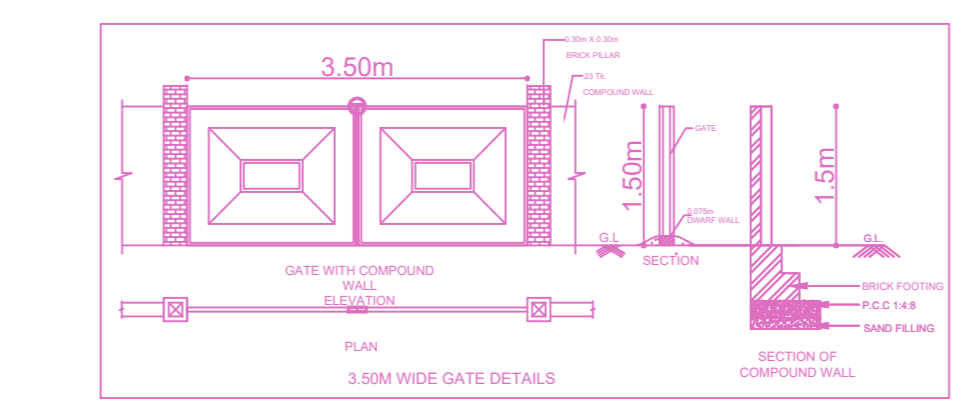 3.50m
0.30m X 0.30m
BRICK PILLAR
23 Tk.
COMPOUND WALL
GATE
1.50m
1.5m
0.075m
DWARF WALL
G.L
G.L.
SECTION
GATE WITH COMPOUND
WALL
ELEVATION
BRICK FOOTING
P.C.C 1:4:8
SAND FILLING
PLAN
SECTION OF
COMPOUND WALL
3.50M WIDE GATE DETAILS